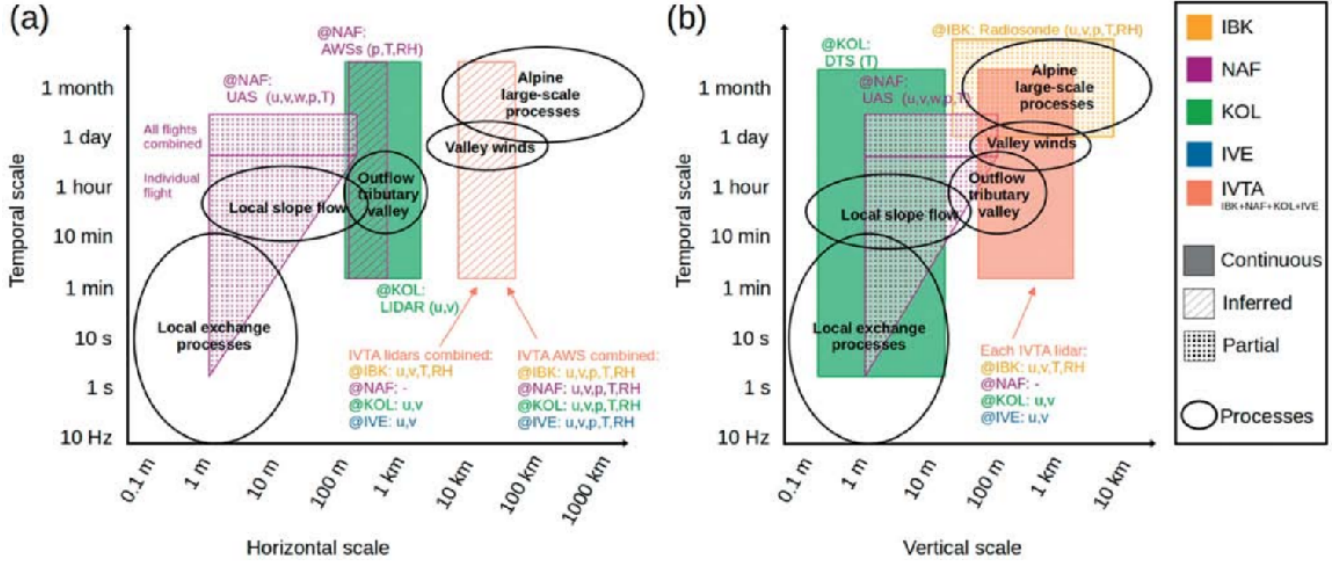 (a)
@NAF:
AWSs (p,T,RH)
@NAF:
UAS (u,v,w,p,T)
Temporal scale
1 month
1 day
1 hour
10 min
1 min
10 s
1 s
10 Hz
All flights
combined
Individual
flight
Alpine
large-scale
processes
Valley winds
Outflow
tributary
valley
Local slope flow
Local exchange
processes
@KOL:
LIDAR (u,v)
IVTA lidars combined:
@IBK: u,v,T,RH
@NAF: -
@KOL: u,v
@IVE: u,v
IVTA AWS combined:
@IBK: u,v,p,T,RH
@NAF: u,v,p,T,RH
@KOL: u,v,p,T,RH
@IVE: u,v,p,T,RH
0.1 m
1 m
10 m
100 m
1 km
10 km
100 km
1000 km
Horizontal scale
(b)
@IBK: Radiosonde (u,v,p,T,RH)
@KOL:
DTS (T)
@NAF:
UAS (u,v,w,p,T)
Temporal scale
1 month
1 day
1 hour
10 min
1 min
10 s
1 s
10 Hz
Alpine
large-scale
processes
Valley winds
Outflow
tributary
valley
Local slope flow
Local exchange
processes
Each IVTA lidar:
@IBK: u,v,T,RH
@NAF: -
@KOL: u,v
@IVE: u,v
0.1 m
1 m
10 m
100 m
1 km
10 km
Vertical scale
IBK
NAF
KOL
IVE
IVTA
IBK+NAF+KOL+IVE
Continuous
Inferred
Partial
Processes